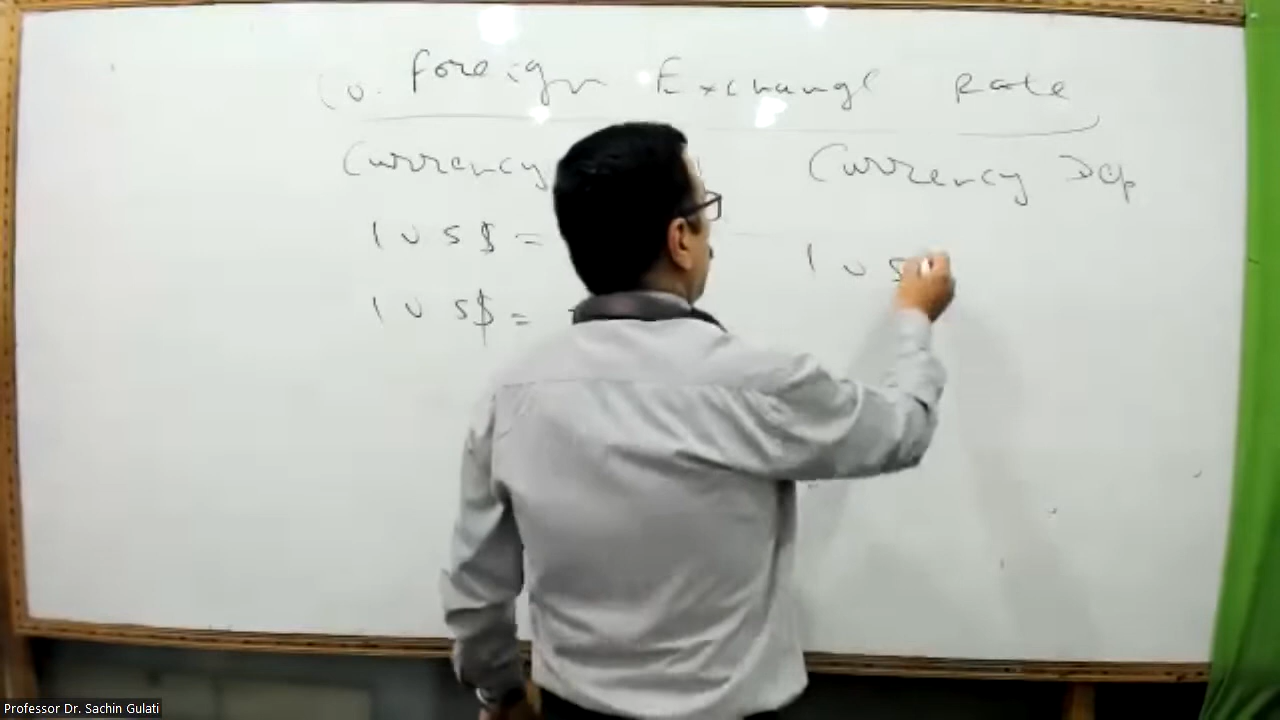 (v. Foreign Exchange Rate
Currency
Currency Dep
1 US$ =
1 US
1 US$ =
Professor Dr. Sachin Gulati